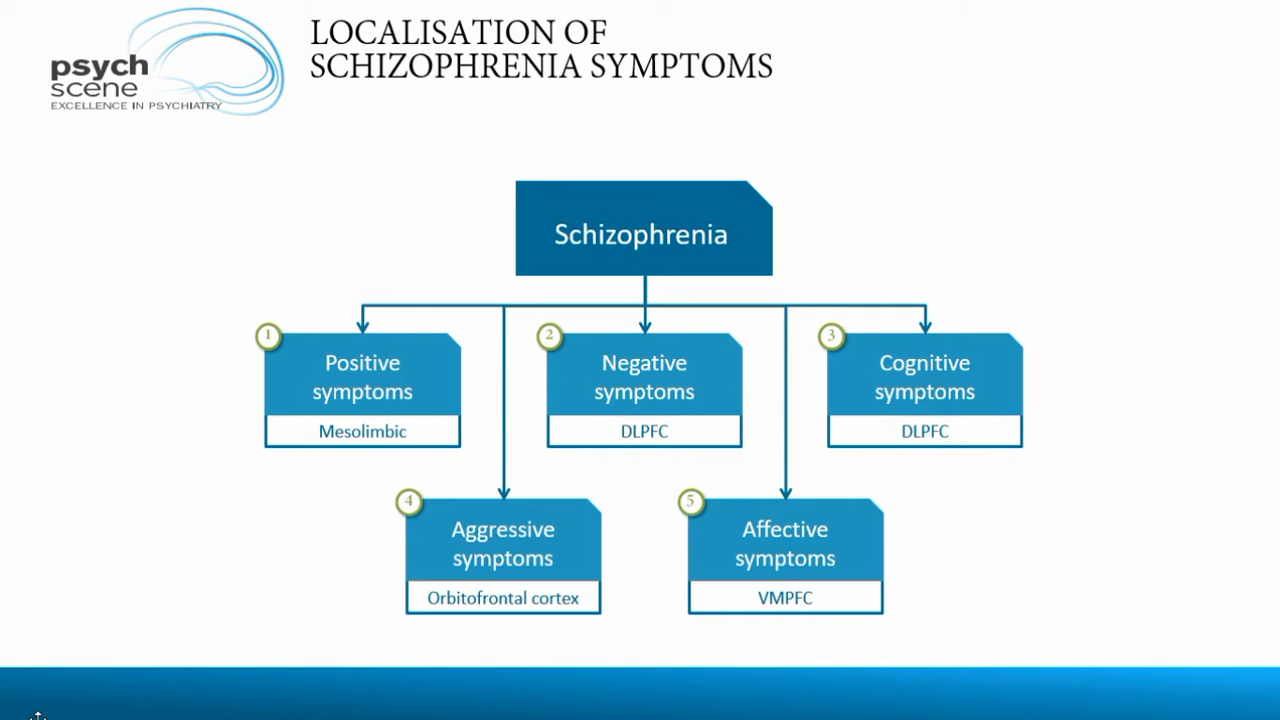 psych
scene
EXCELLENCE IN PSYCHIATRY
LOCALISATION OF
SCHIZOPHRENIA SYMPTOMS
Schizophrenia
1
Positive
symptoms
Mesolimbic
2
Negative
symptoms
DLPFC
3
Cognitive
symptoms
DLPFC
4
Aggressive
symptoms
Orbitofrontal cortex
5
Affective
symptoms
VMPFC